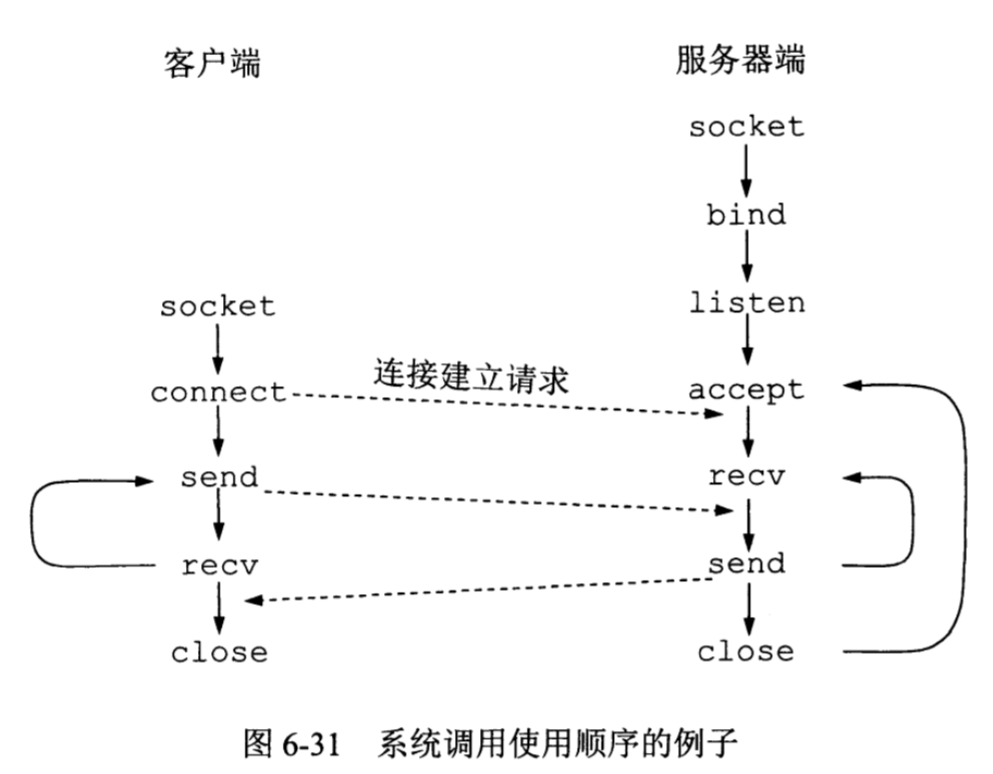 客户端
服务器端
socket
bind
listen
socket
连接建立请求
connect
accept
send
recv
recv
send
close
close
图 6-31 系统调用使用顺序的例子